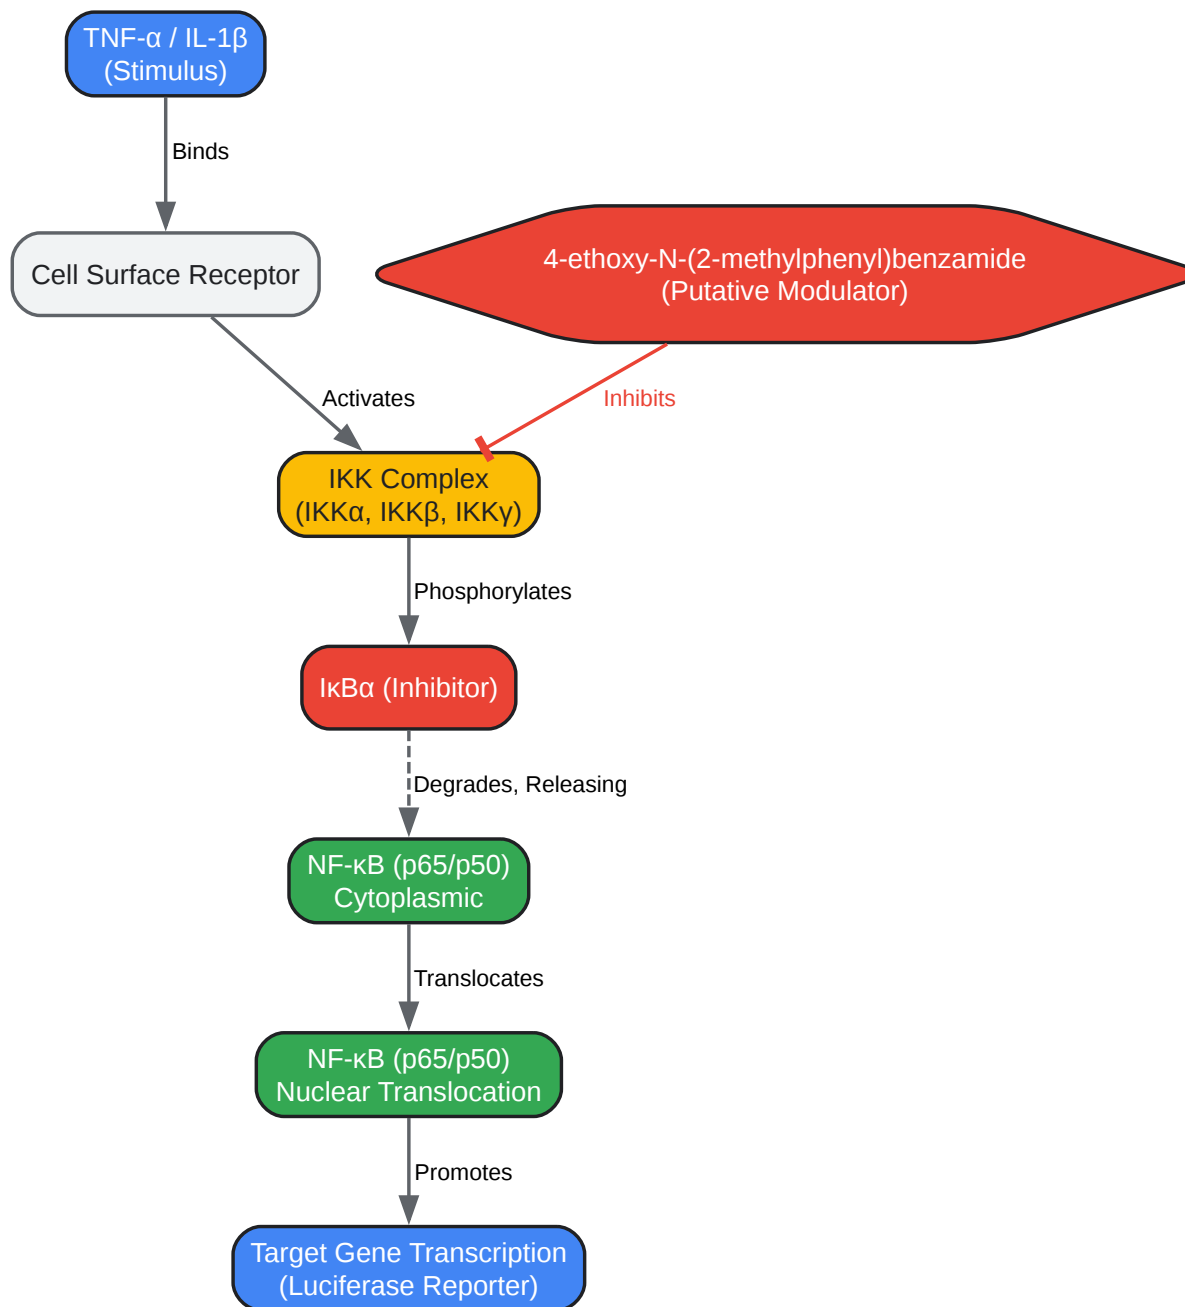 TNF-α / IL-1β
(Stimulus)
Binds
Cell Surface Receptor
4-ethoxy-N-(2-methylphenyl)benzamide
(Putative Modulator)
Activates
Inhibits
IKK Complex
(IKKα, IKKβ, IKKγ)
Phosphorylates
IκBα (Inhibitor)
Degrades, Releasing
NF-κB (p65/p50)
Cytoplasmic
Translocates
NF-κB (p65/p50)
Nuclear Translocation
Promotes
Target Gene Transcription
(Luciferase Reporter)